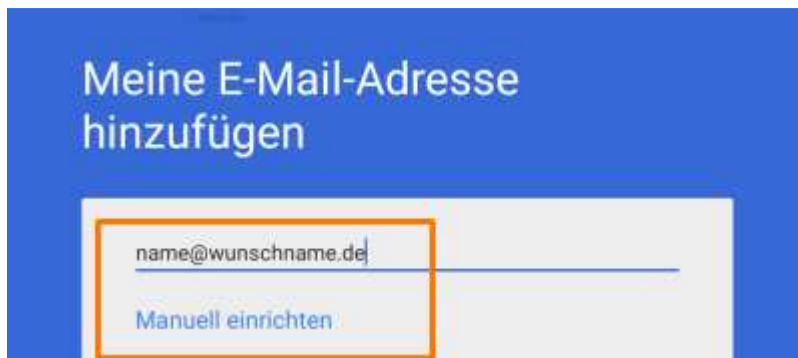 Meine E-Mail-Adresse
hinzufügen
name@wunschname.de
Manuell einrichten